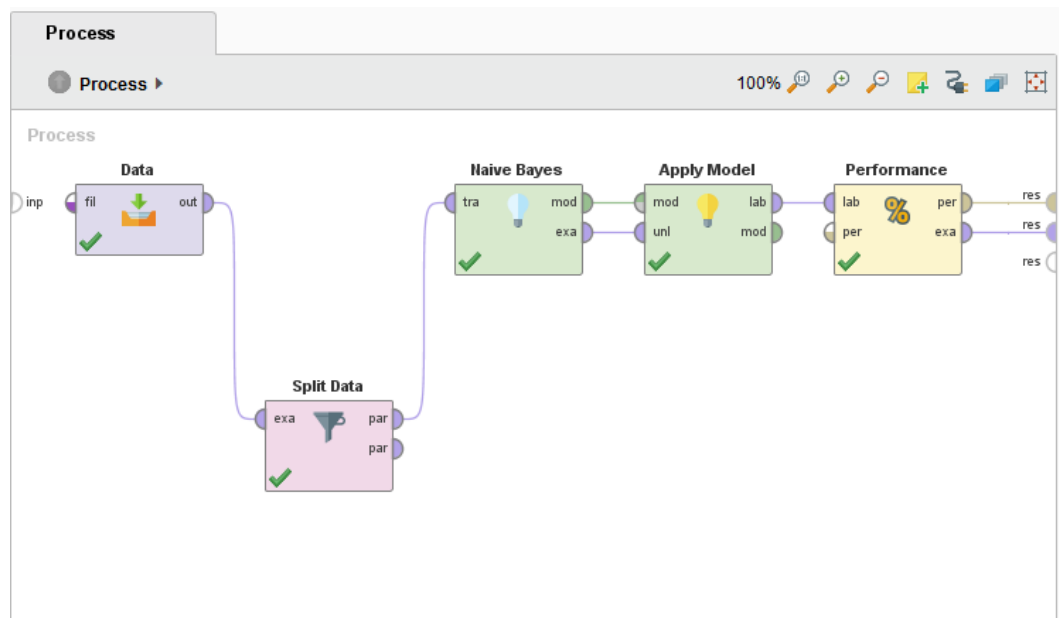 Process
Process
100%
Process
Data
Naive Bayes
Apply Model
Performance
inp
fil
out
tra
mod
mod
lab
lab
per
res
exa
unl
mod
per
exa
res
res
Split Data
exa
par
par